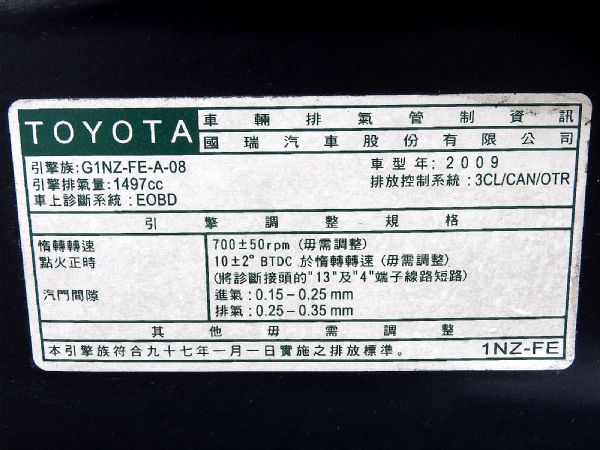 TOYOTA
車輛排氣管制資訊
國瑞汽車股份有限公司
引擎族:G1NZ-FE-A-08
引擎排氣量:1497cc
車上診斷系統:EOBD
車型年:2009
排放控制系統:3CL/CAN/OTR
引擎調整規格
惰轉轉速 700±50rpm (毋需調整)
點火正時 10±2° BTDC 於惰轉轉速 (毋需調整)
(將診斷接頭的"13"及"4"端子線路短路)
汽門間隙 進氣:0.15-0.25 mm
排氣:0.25-0.35 mm
其他毋需調整
本引擎族符合九十七年一月一日實施之排放標準。 1NZ-FE